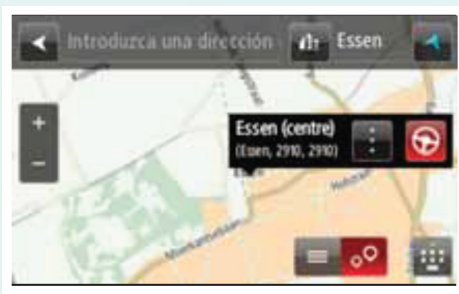 Introduzca una dirección
Essen
Essen (centre)
(Essen, 2910, 2910)